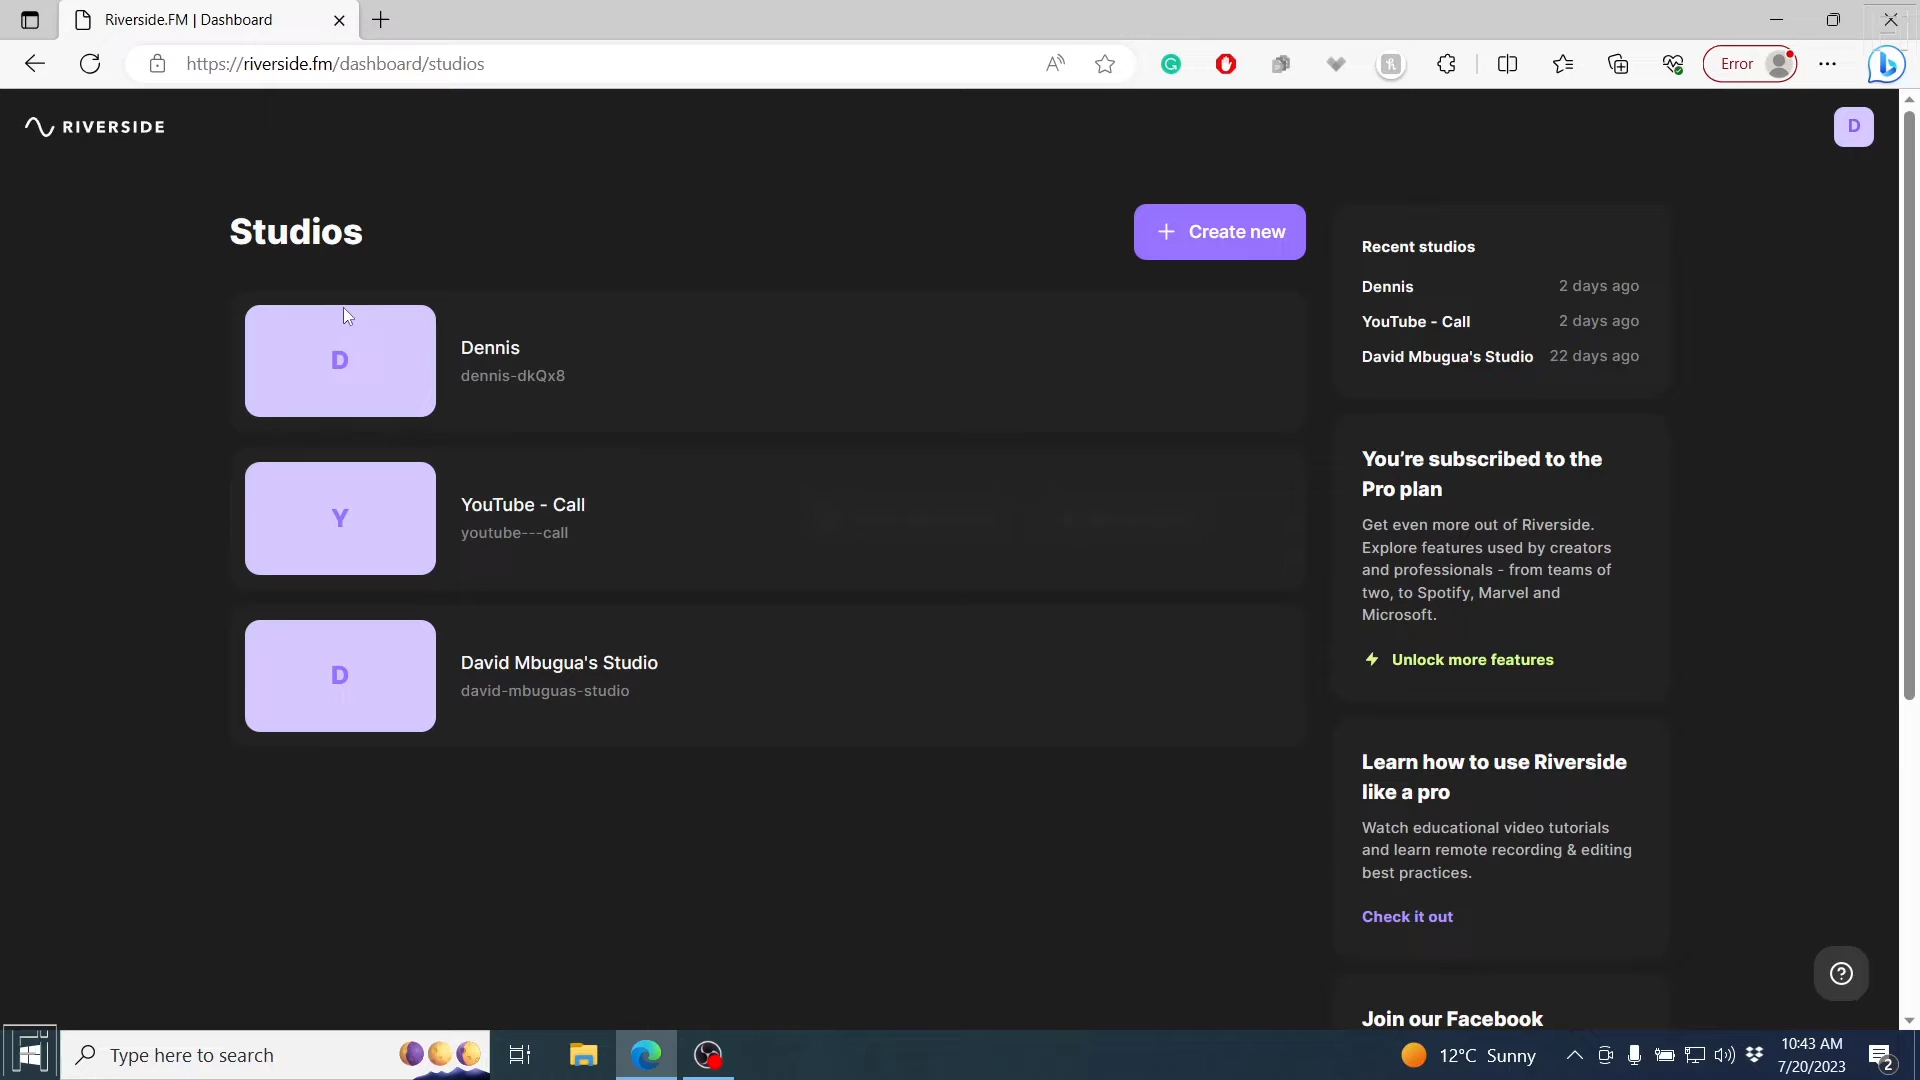 Riverside.FM | Dashboard
https://riverside.fm/dashboard/studios
Error
RIVERSIDE
D
Studios
Create new
D
Dennis
dennis-dkQx8
Y
YouTube - Call
youtube---call
D
David Mbugua's Studio
david-mbuguas-studio
Recent studios
Dennis 2 days ago
YouTube - Call 2 days ago
David Mbugua's Studio 22 days ago
You're subscribed to the
Pro plan
Get even more out of Riverside.
Explore features used by creators
and professionals - from teams of
two, to Spotify, Marvel and
Microsoft.
Unlock more features
Learn how to use Riverside
like a pro
Watch educational video tutorials
and learn remote recording & editing
best practices.
Check it out
Join our Facebook
Type here to search
12°C Sunny
10:43 AM
7/20/2023
2